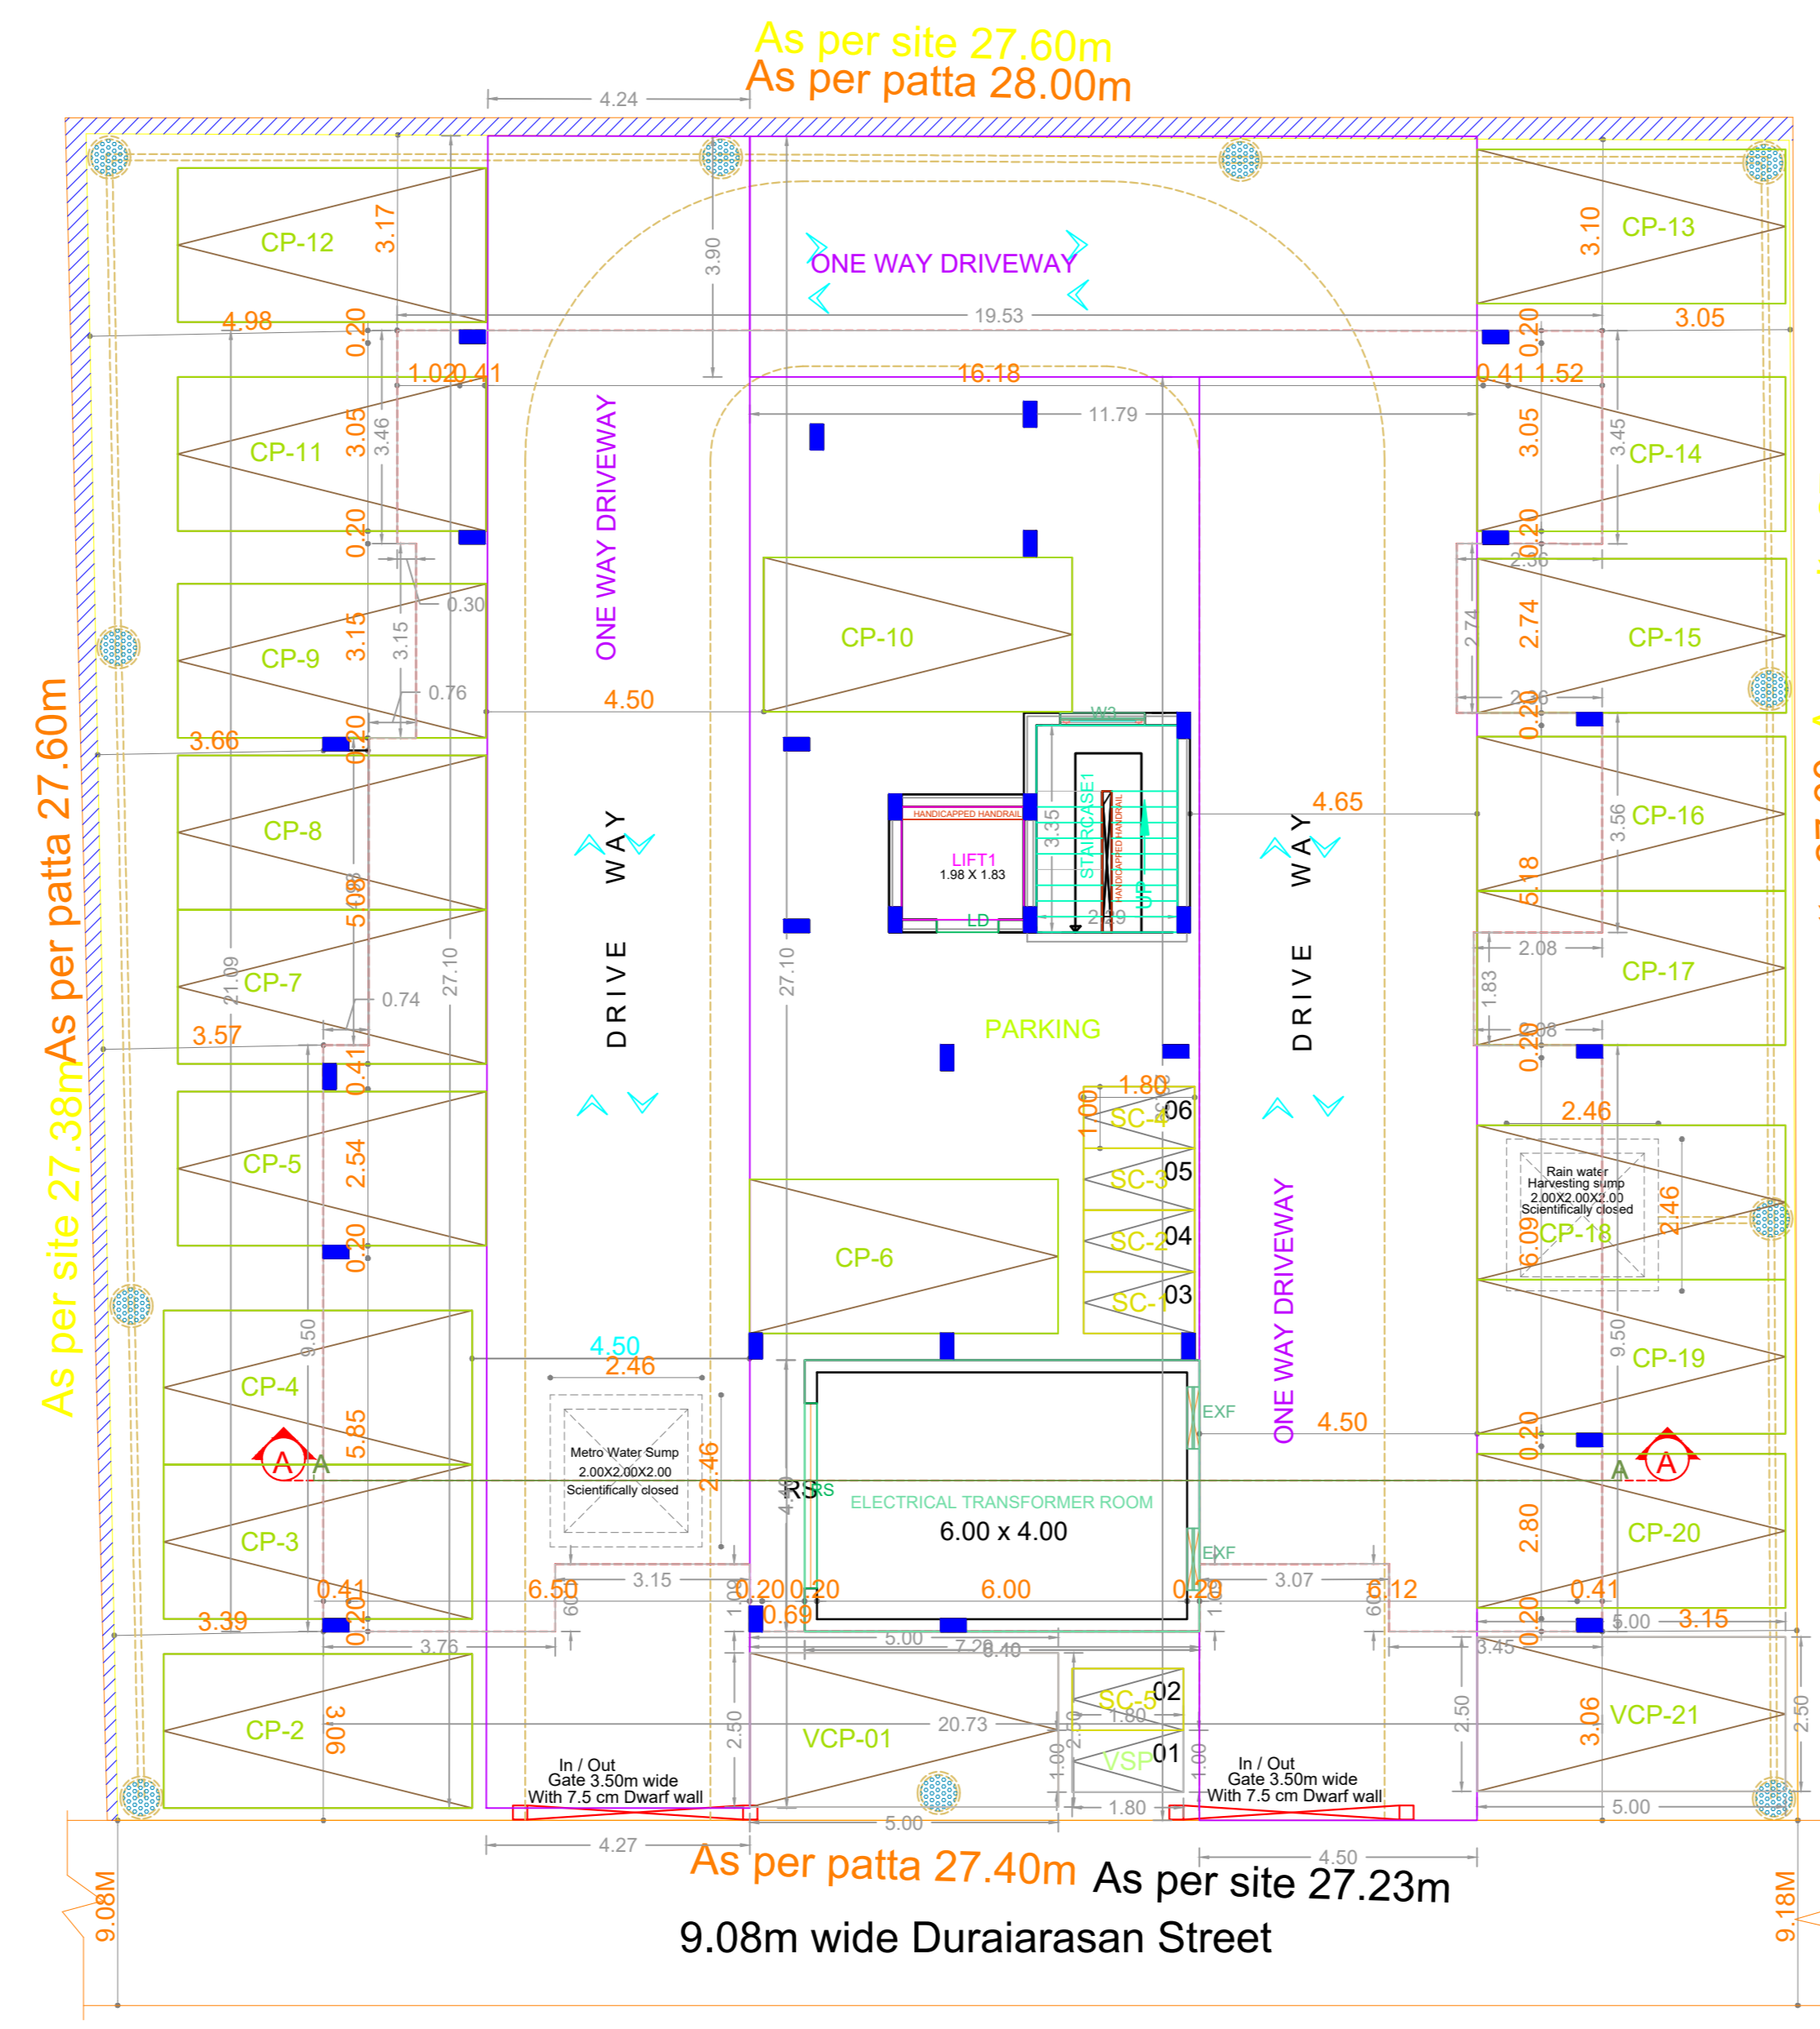 As per site 27.60m
As per patta 28.00m
4.24
CP-12
3.17
3.90
ONE WAY DRIVEWAY
3.10
CP-13
4.98
0.20
19.53
0.20
3.05
1.02
0.41
16.18
0.41
1.52
CP-11
3.05
3.46
ONE WAY DRIVEWAY
11.79
3.05
3.45
CP-14
0.20
0.20
2.36
0.30
CP-9
3.15
3.15
CP-10
2.74
2.74
CP-15
0.76
4.50
2.36
0.20
0.20
3.66
W3
As per patta 27.60m
CP-8
DRIVE WAY
HANDICAPPED HANDRAIL
LIFT1
1.98 X 1.83
LD
3.35
STAIRCASE1
HANDICAPPED HANDRAIL
UP
4.65
DRIVE WAY
3.56
CP-16
5.08
5.18
2.08
21.09
27.10
27.10
CP-7
0.74
1.83
CP-17
3.57
PARKING
0.20
0.41
As per site 27.38m
1.80
1.00
SC-4
06
2.46
CP-5
2.54
SC-3
05
Rain water
Harvesting sump
2.00X2.00X2.00
Scientifically closed
2.46
0.20
CP-6
SC-2
04
6.09
CP-18
SC-1
03
ONE WAY DRIVEWAY
9.50
4.50
2.46
9.50
CP-19
CP-4
5.85
EXF
4.50
0.20
A
A
Metro Water Sump
2.00X2.00X2.00
Scientifically closed
2.46
RS
RS
ELECTRICAL TRANSFORMER ROOM
6.00 x 4.00
A
A
CP-3
2.80
CP-20
EXF
0.41
6.50
3.15
0.20
0.20
6.00
0.20
3.07
6.12
0.41
3.39
0.20
0.69
0.20
5.00
3.15
3.76
5.00
3.45
CP-2
3.06
2.50
VCP-01
20.73
SC-5
02
1.80
2.50
3.06
VCP-21
2.50
1.00
VSP
01
1.00
In / Out
Gate 3.50m wide
With 7.5 cm Dwarf wall
In / Out
Gate 3.50m wide
With 7.5 cm Dwarf wall
1.80
5.00
5.00
4.27
4.50
As per patta 27.40m
As per site 27.23m
9.08M
9.18M
9.08m wide Duraiarasan Street